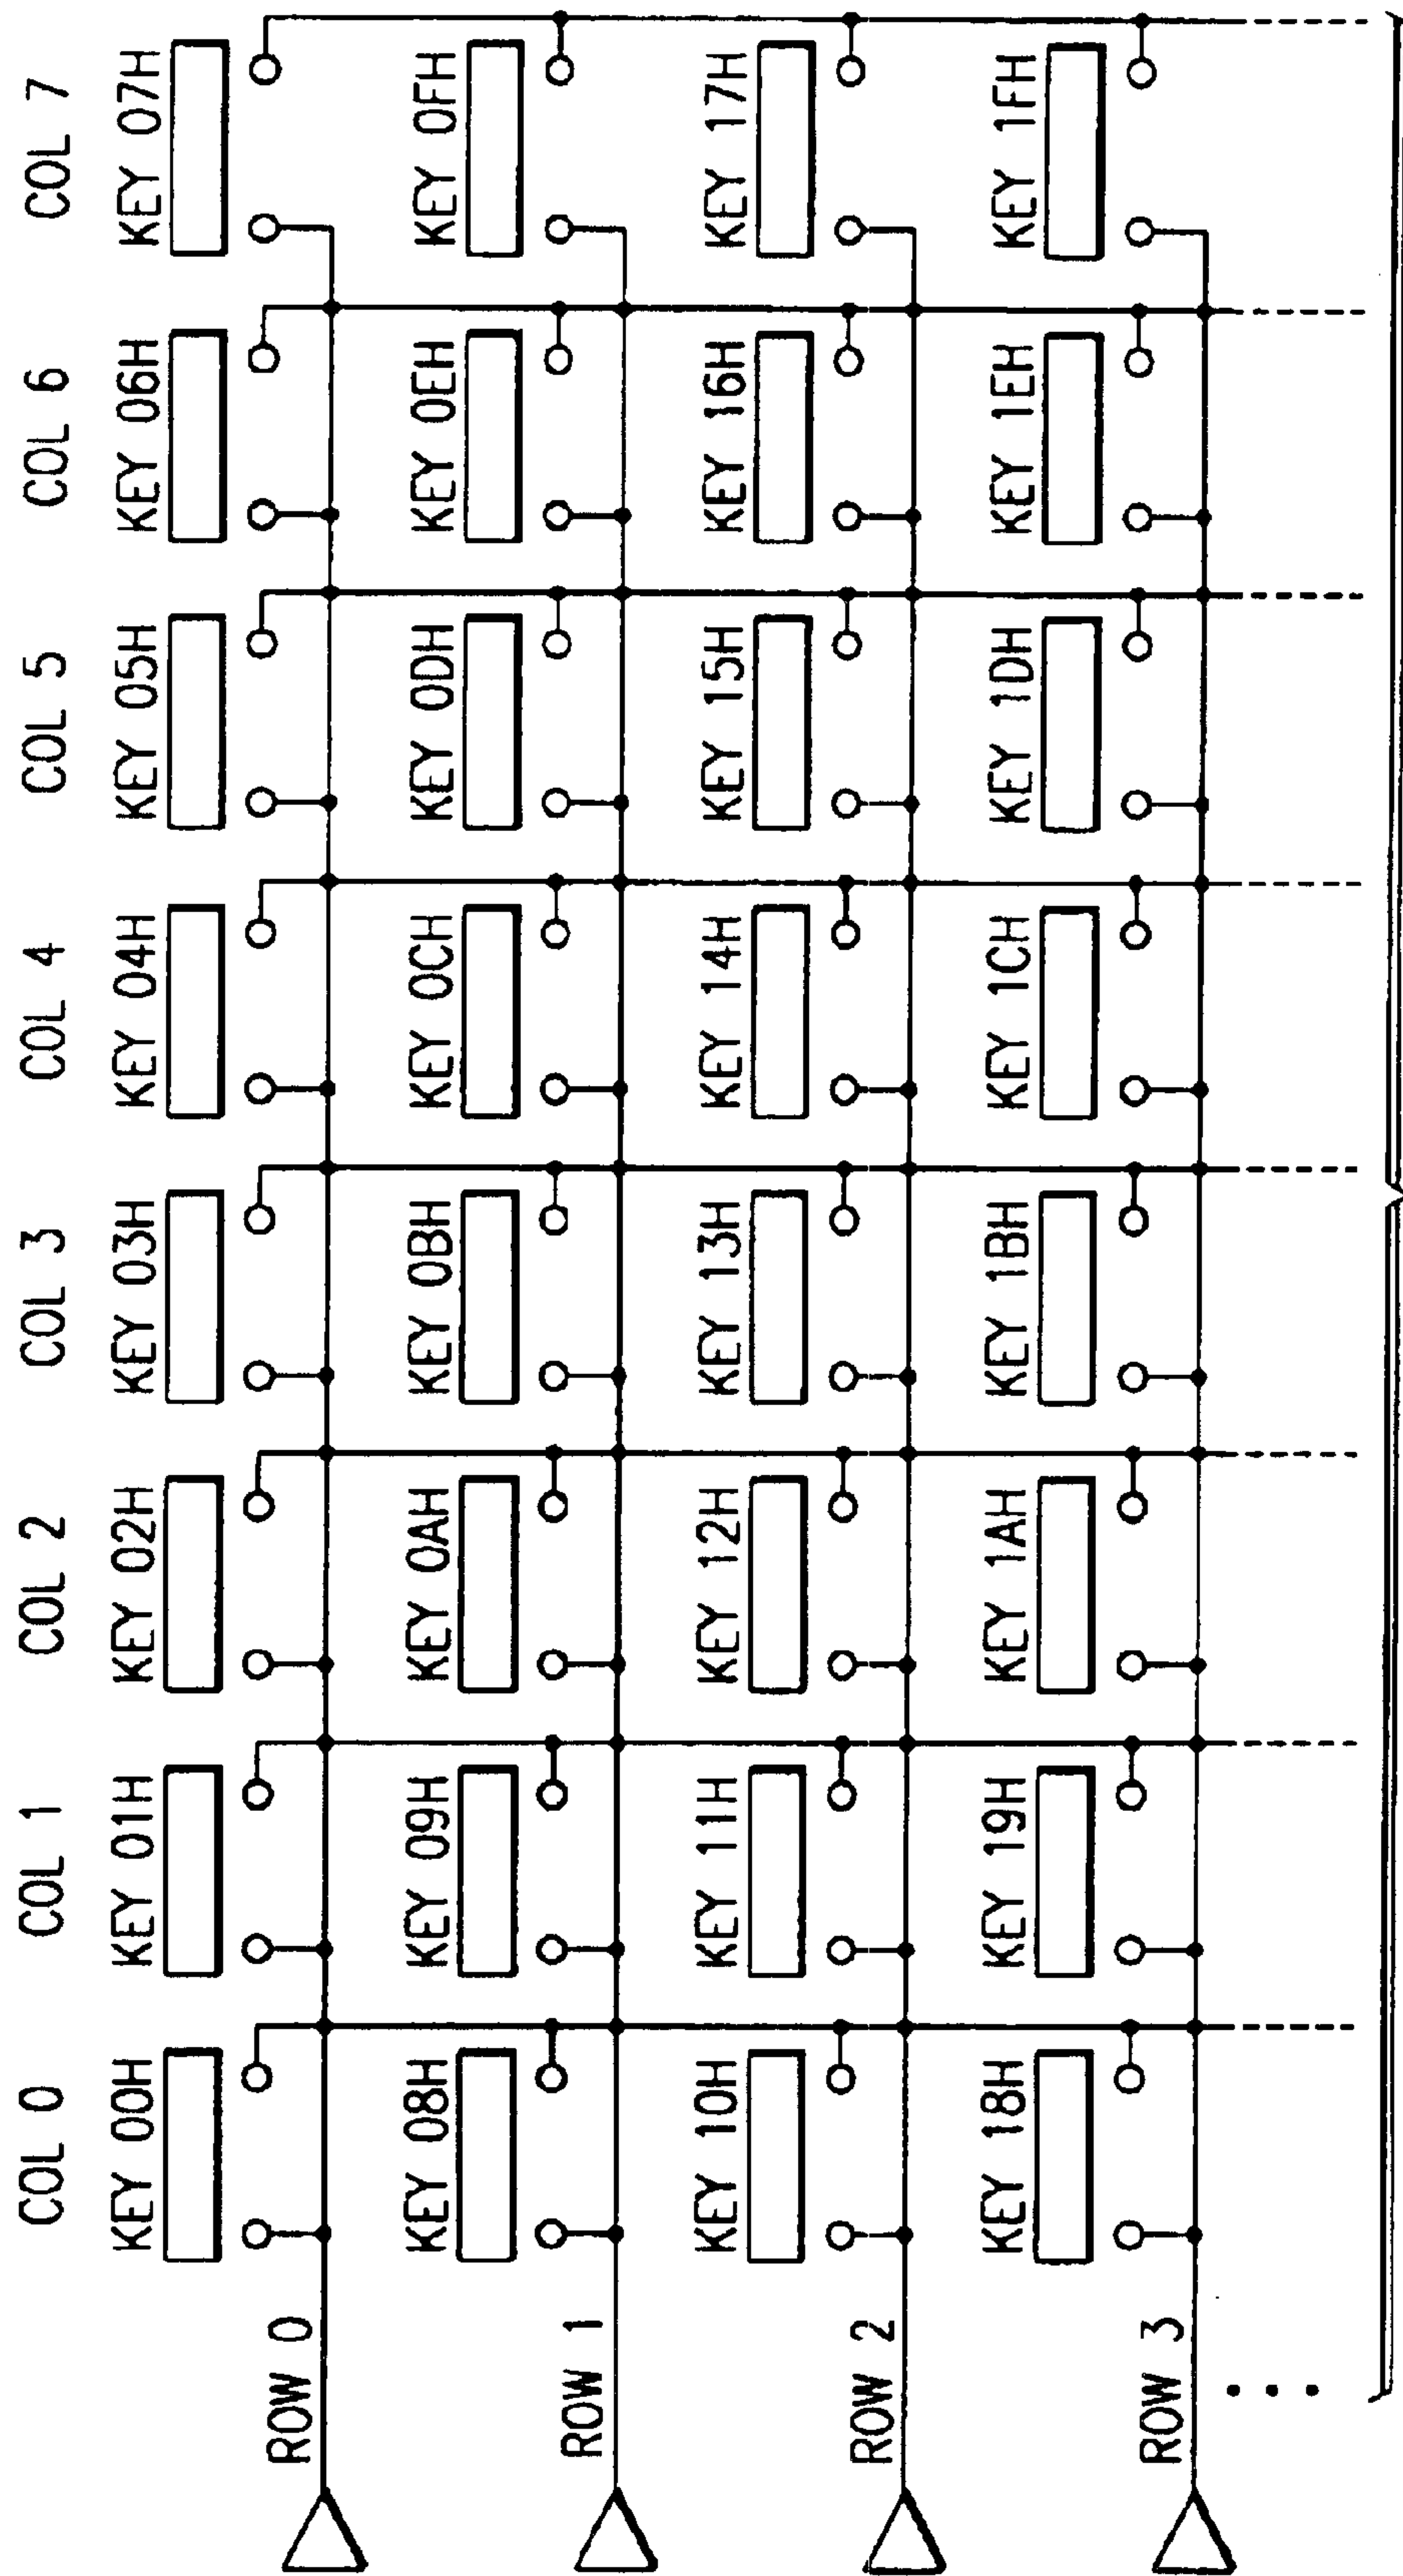 COL 0 COL 1 COL 2 COL 3 COL 4 COL 5 COL 6 COL 7
KEY 00H KEY 01H KEY 02H KEY 03H KEY 04H KEY 05H KEY 06H KEY 07H
ROW 0
KEY 08H KEY 09H KEY 0AH KEY 0BH KEY 0CH KEY 0DH KEY 0EH KEY 0FH
ROW 1
KEY 10H KEY 11H KEY 12H KEY 13H KEY 14H KEY 15H KEY 16H KEY 17H
ROW 2
KEY 18H KEY 19H KEY 1AH KEY 1BH KEY 1CH KEY 1DH KEY 1EH KEY 1FH
ROW 3